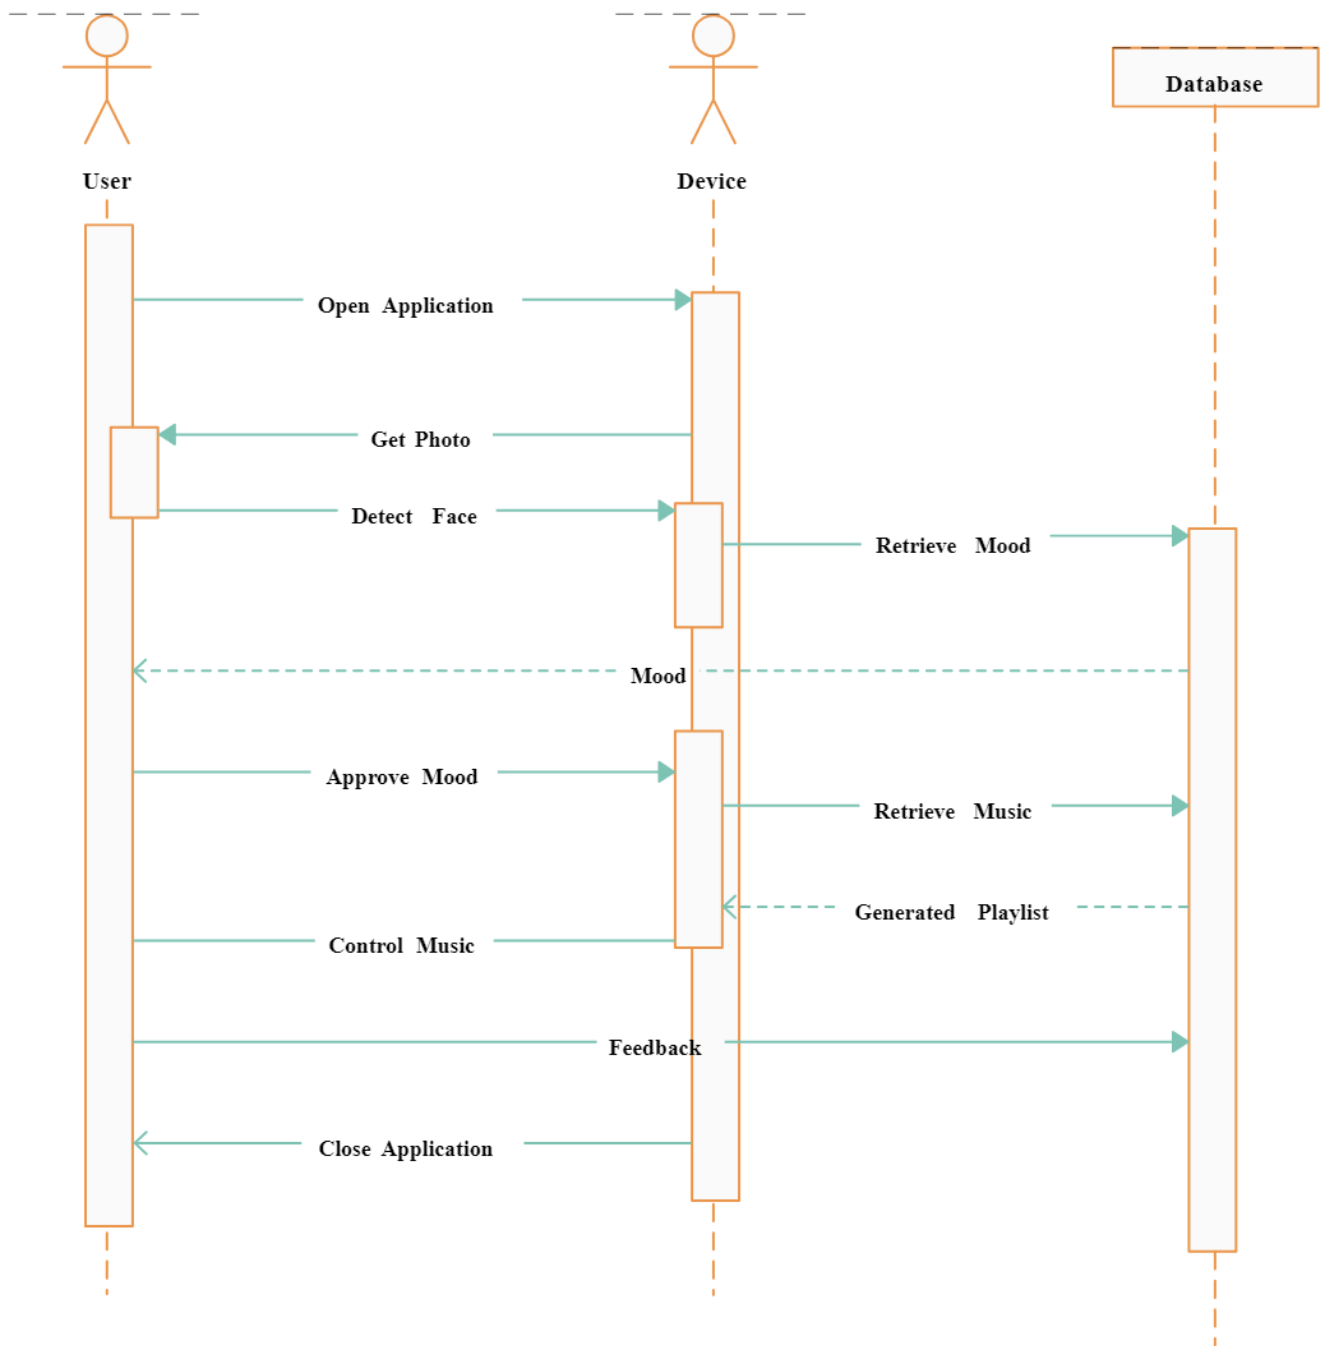 Database
User
Device
Open Application
Get Photo
Detect Face
Retrieve Mood
Mood
Approve Mood
Retrieve Music
Generated Playlist
Control Music
Feedback
Close Application